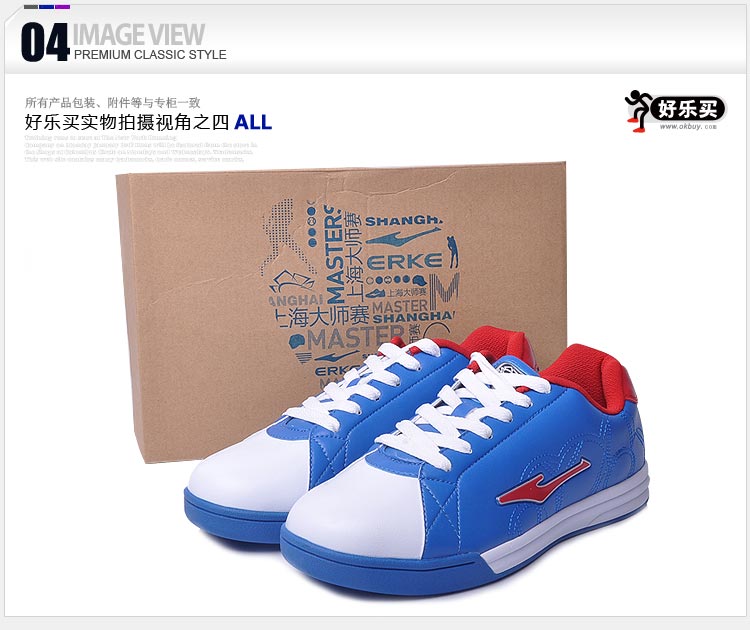 04 IMAGE VIEW
PREMIUM CLASSIC STYLE
所有产品包装、附件等与专柜一致
好乐买实物拍摄视角之四 ALL
好乐买
www.okbuy.com
SHANGH.
MASTERS
上海大师赛
ERKE
上海大师赛
M
ANGHAI
MASTER
上海大师赛
SHANGHAI
MASTER
ERKE